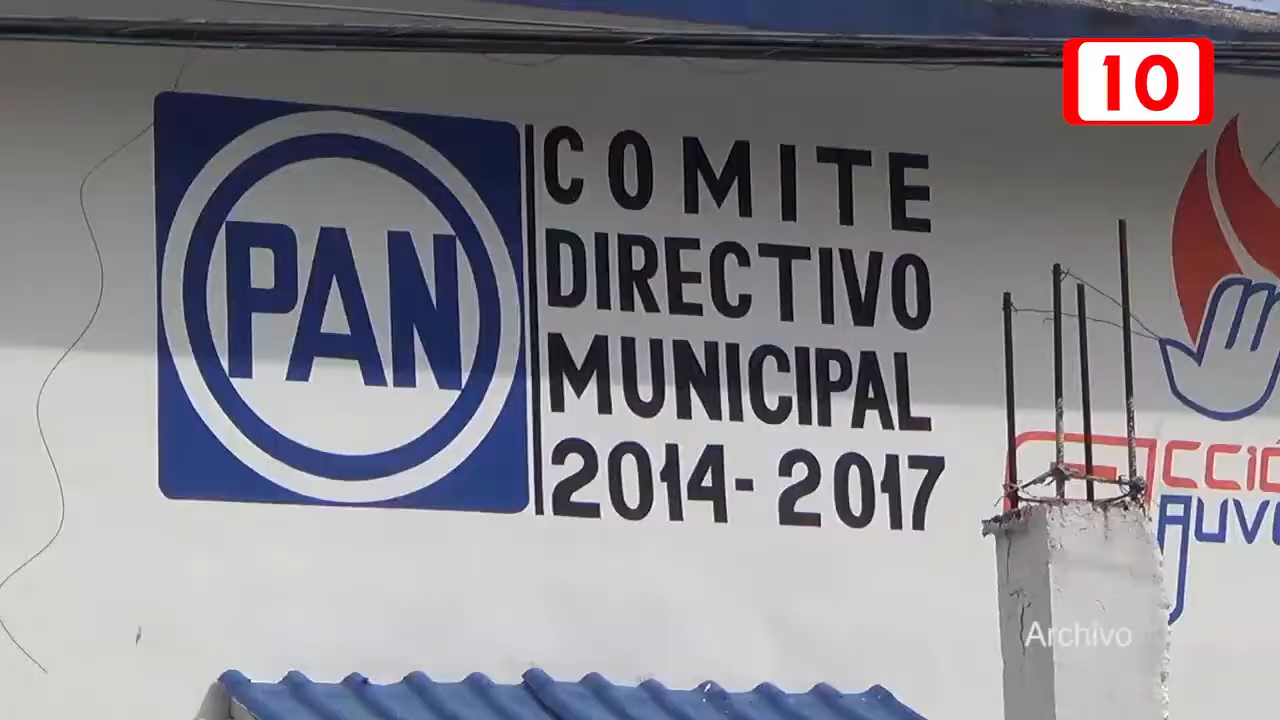 10
PAN
COMITE
DIRECTIVO
MUNICIPAL
2014-2017
Archivo